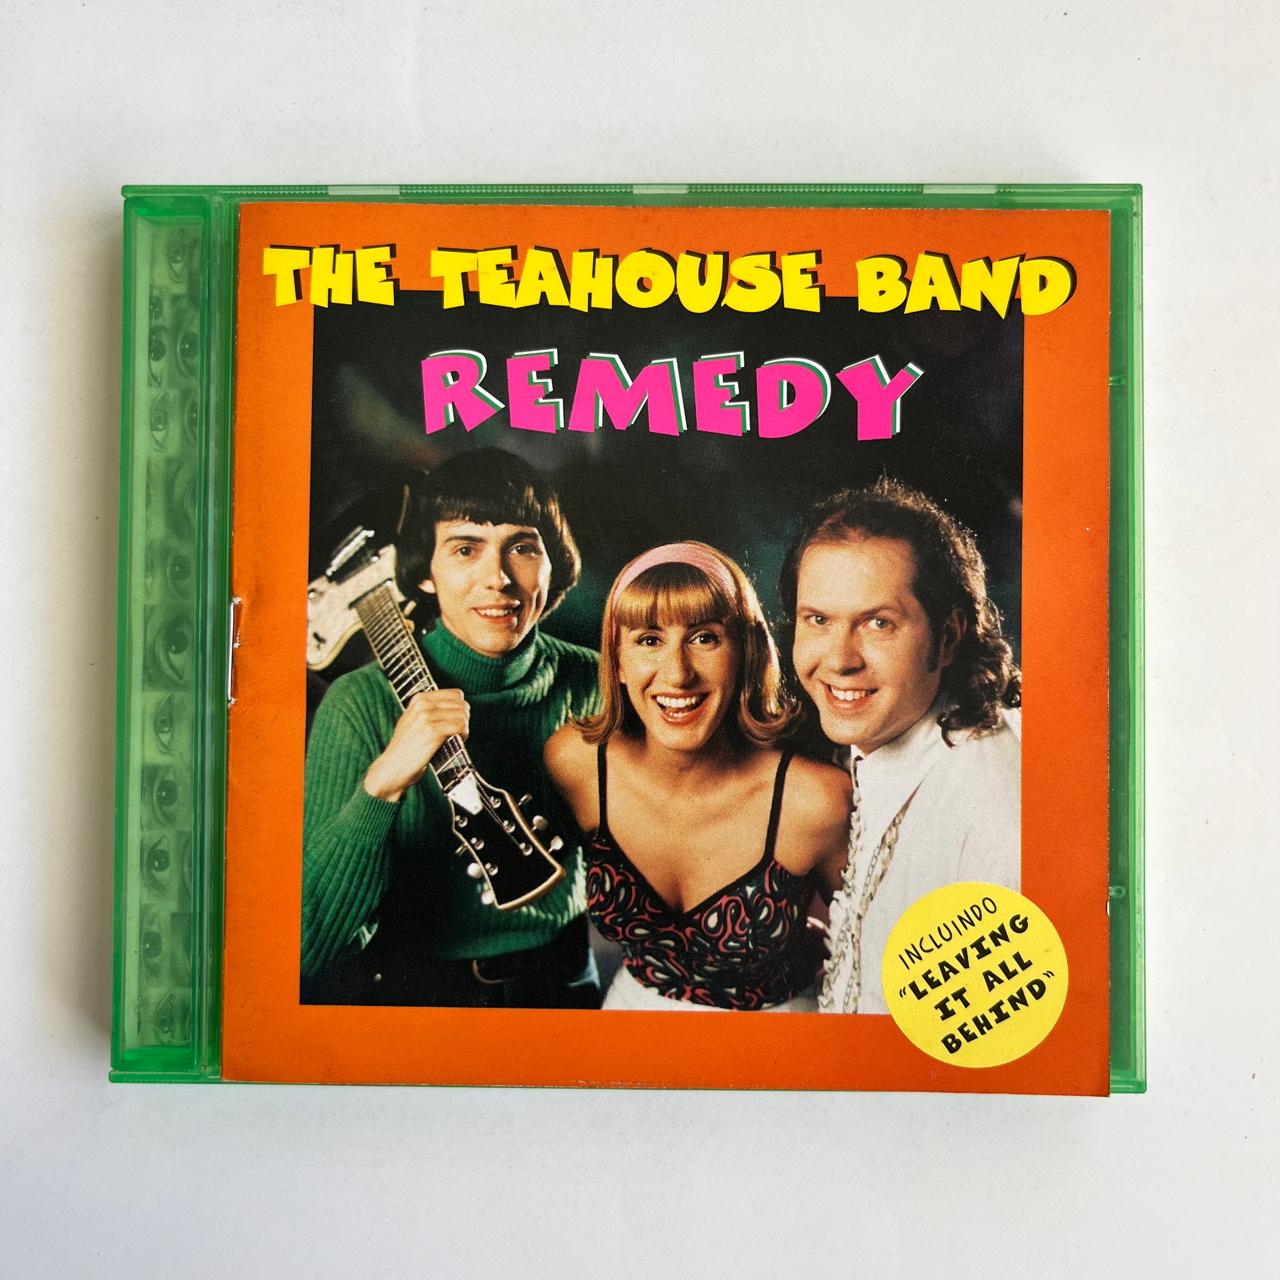 THE TEAHOUSE BAND
REMEDY
INCLUINDO
"LEAVING
IT ALL
BEHIND"